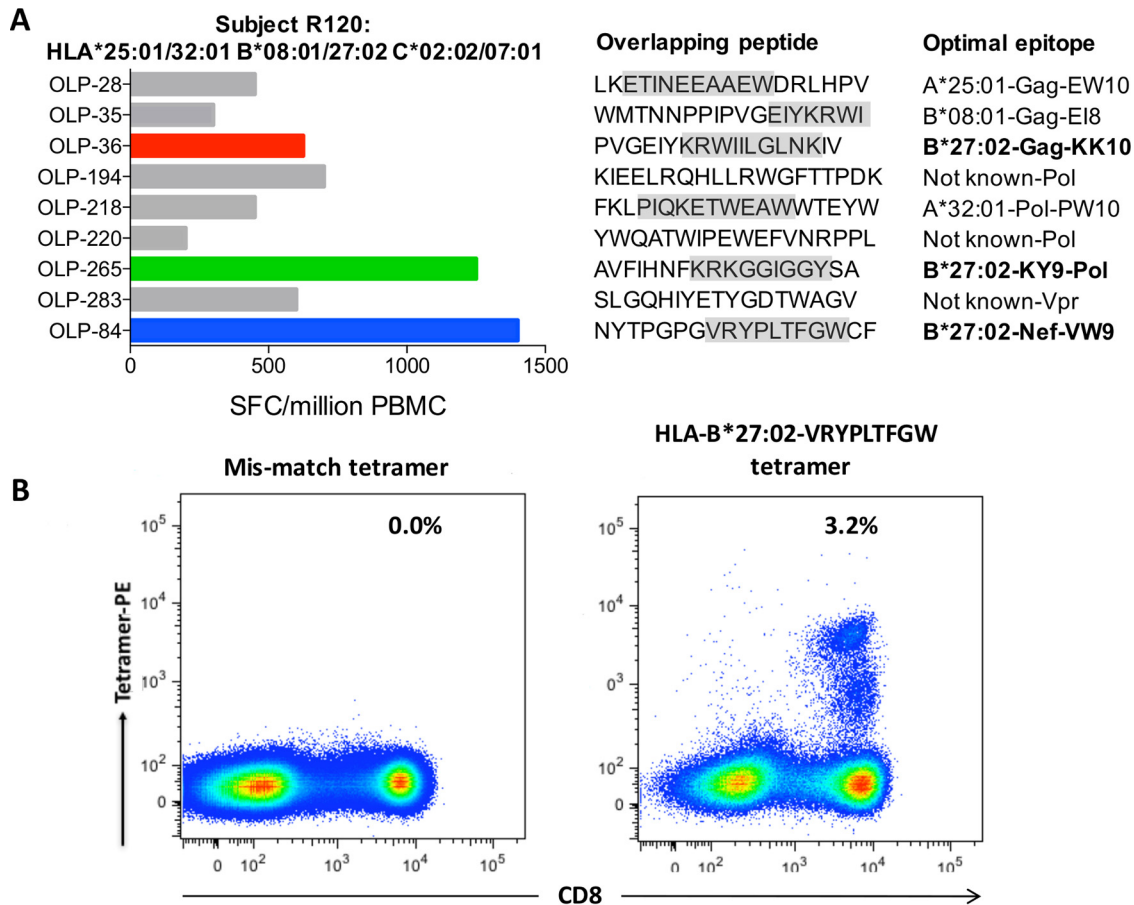 A
Subject R120:
HLA*25:01/32:01 B*08:01/27:02 C*02:02/07:01
Overlapping peptide
Optimal epitope
OLP-28 LKETINEEAAEWDRLHPV A*25:01-Gag-EW10
OLP-35 WMTNNPPIPVGEIYKRWI B*08:01-Gag-EI8
OLP-36 PVGEIYKRWIILGLNKIV B*27:02-Gag-KK10
OLP-194 KIEELRQHLLRWGFTTPDK Not known-Pol
OLP-218 FKLPIQKETWEAWWTEYW A*32:01-Pol-PW10
OLP-220 YWQATWIPEWEFVNRPPL Not known-Pol
OLP-265 AVFIHNFKRKGGIGGYSA B*27:02-KY9-Pol
OLP-283 SLGQHIYETYGDTWAGV Not known-Vpr
OLP-84 NYTPGPGVRYPLTFGWCF B*27:02-Nef-VW9
0 500 1000 1500
SFC/million PBMC
B
Mis-match tetramer
HLA-B*27:02-VRYPLTFGW
tetramer
0.0%
3.2%
Tetramer-PE
10⁵
10⁴
10³
10²
0
0 10² 10³ 10⁴ 10⁵
10⁵
10⁴
0³
10²
0
0 10² 10³ 10⁴ 10⁵
CD8